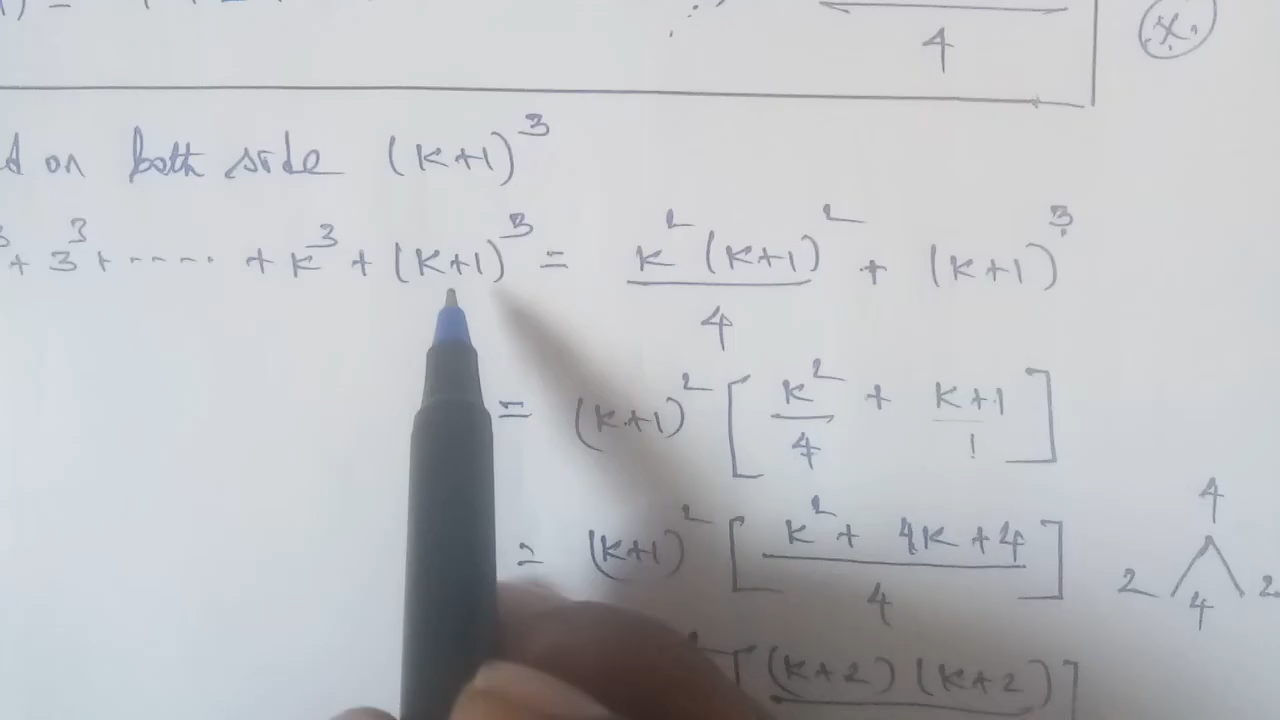 4 *
on both side (k+1)³
+ 3³ + ..... + k³ + (k+1)³ = k²(k+1)²/4 + (k+1)³
= (k+1)² [k²/4 + k+1/1]
= (k+1)² [k² + 4k + 4/4] 4
2 4 2
[(k+2)(k+2)]